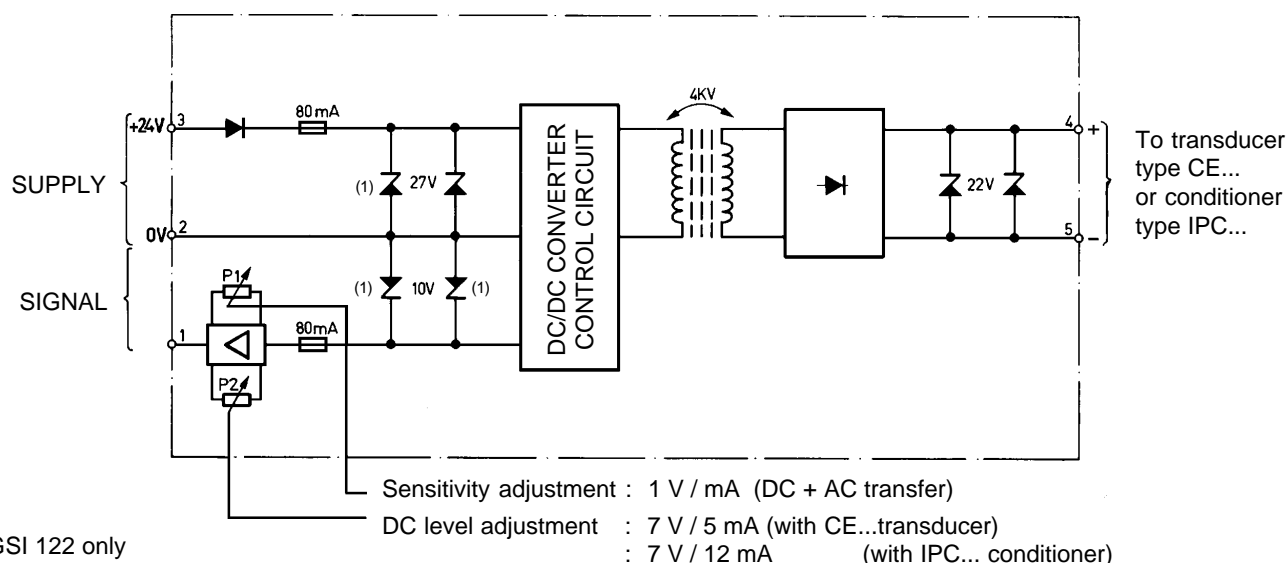 4KV
+24V
3
80mA
4
+
SUPPLY
(1)
27V
22V
0V
2
5
-
To transducer
type CE...
or conditioner
type IPC...
DC/DC CONVERTER
CONTROL CIRCUIT
SIGNAL
P1
(1)
10V
(1)
1
80mA
P2
Sensitivity adjustment : 1 V / mA (DC + AC transfer)
DC level adjustment : 7 V / 5 mA (with CE...transducer)
: 7 V / 12 mA (with IPC... conditioner)
122 only